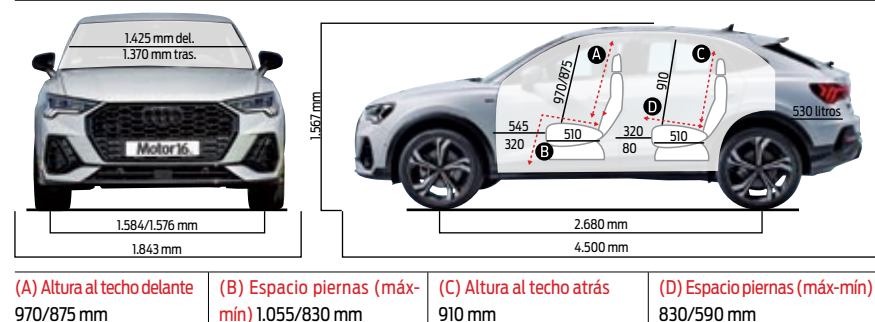 1.425 mm del.
1.370 mm tras.
Motor16
1.584/1.576 mm
1.843 mm
1.567 mm
A
970/875
C
910
D
545
320
B
510
320
80
510
530 litros
2.680 mm
4.500 mm
(A) Altura al techo delante
970/875 mm
(B) Espacio piernas (máx-
mín) 1.055/830 mm
(C) Altura al techo atrás
910 mm
(D) Espacio piernas (máx-mín)
830/590 mm